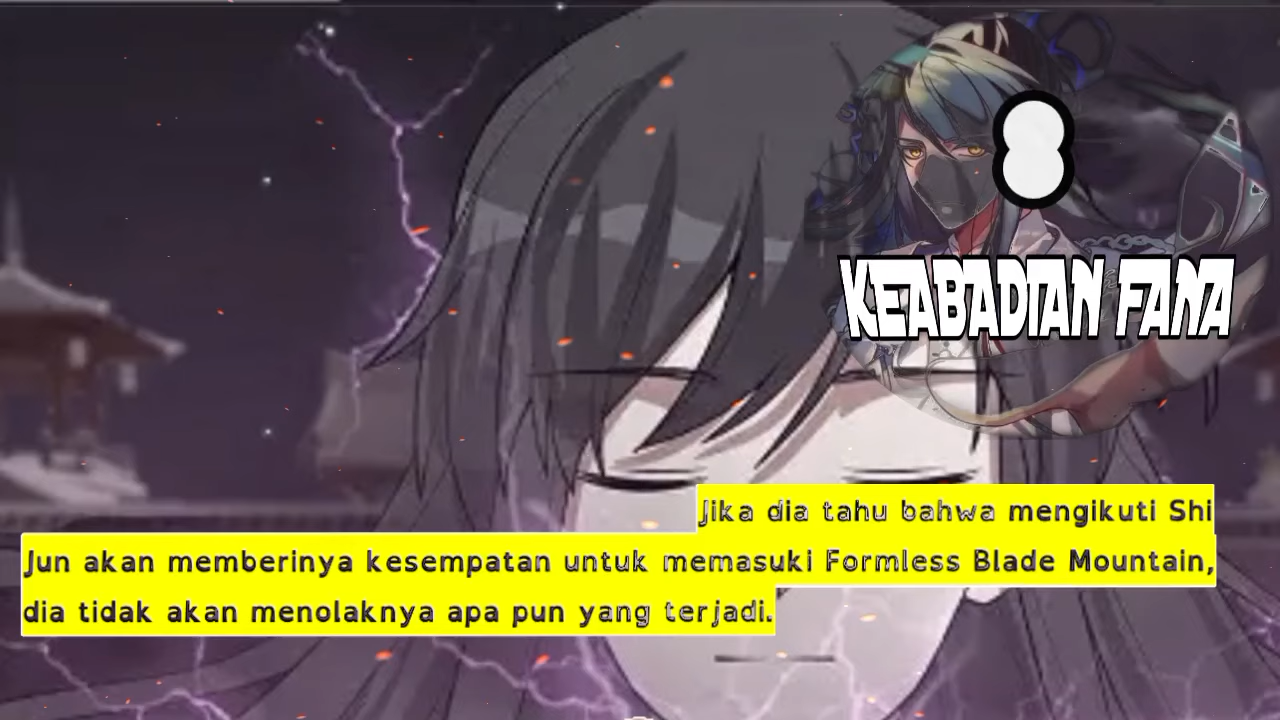 8
KEABADIAN FANA
Jika dia tahu bahwa mengikuti Shi
Jun akan memberinya kesempatan untuk memasuki Formless Blade Mountain,
dia tidak akan menolaknya apa pun yang terjadi.